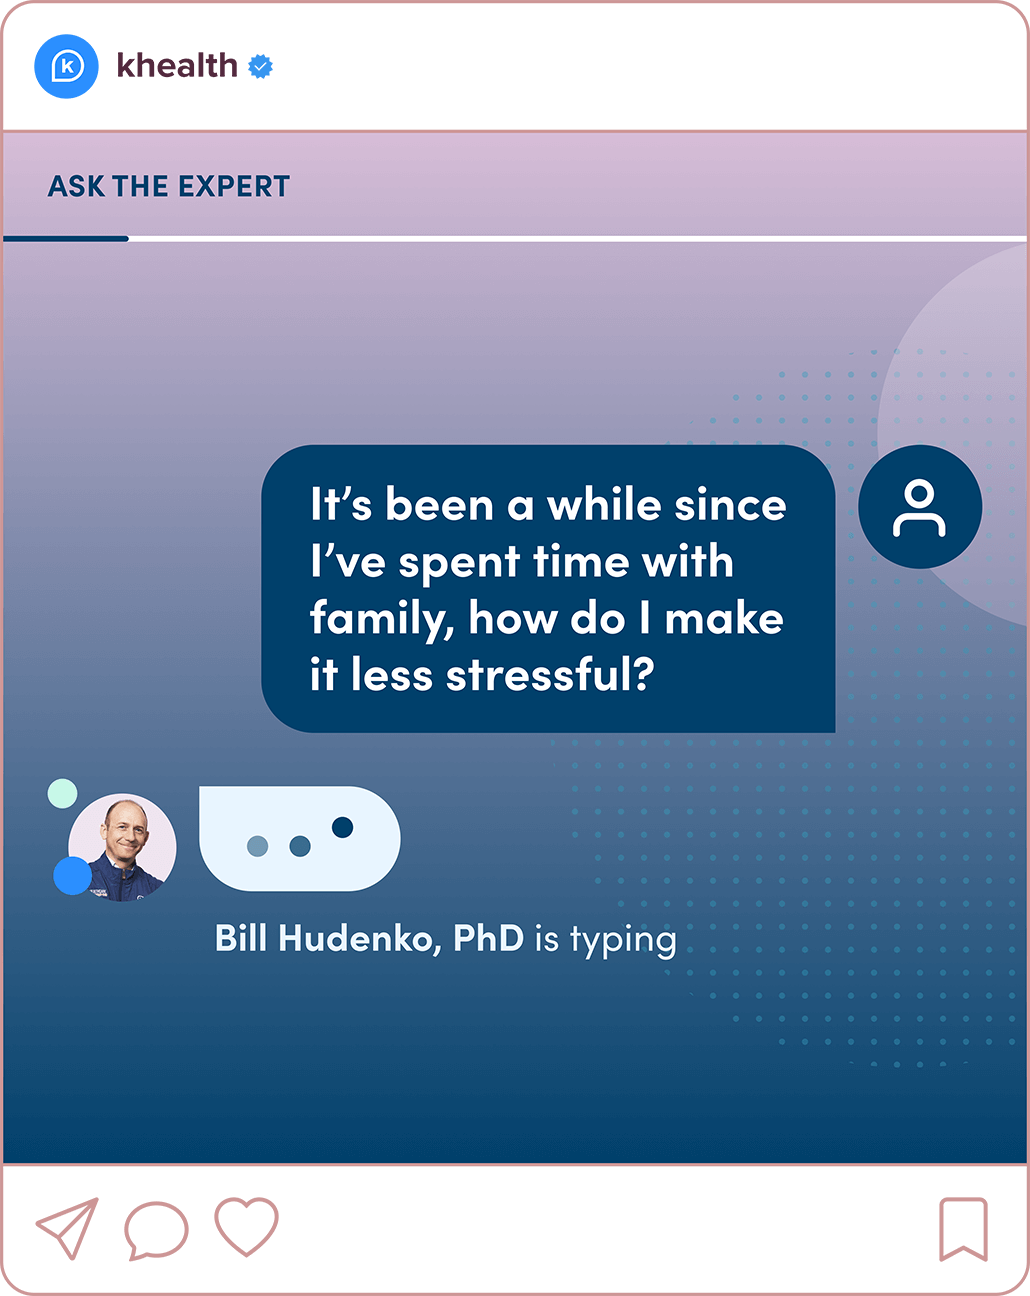 khealth
ASK THE EXPERT
It’s been a while since
I’ve spent time with
family, how do I make
it less stressful?
Bill Hudenko, PhD is typing